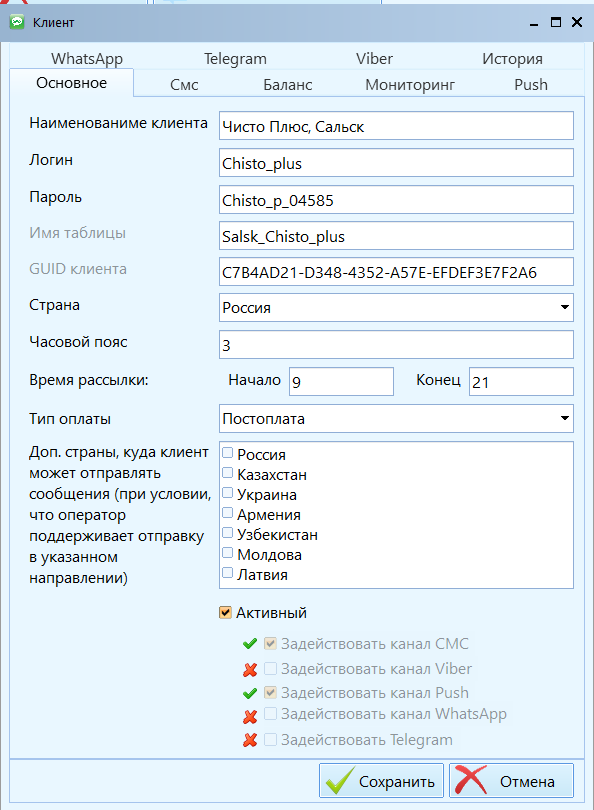 Клиент
WhatsApp Telegram Viber История
Основное Смс Баланс Мониторинг Push
Наименованиме клиента Чисто Плюс, Сальск
Логин Chisto_plus
Пароль Chisto_p_04585
Имя таблицы Salsk_Chisto_plus
GUID клиента C7B4AD21-D348-4352-A57E-EFDEF3E7F2A6
Страна Россия
Часовой пояс 3
Время рассылки: Начало 9 Конец 21
Тип оплаты Постоплата
Доп. страны, куда клиент
может отправлять
сообщения (при условии,
что оператор
поддерживает отправку
в указанном
направлении)
Россия
Казахстан
Украина
Армения
Узбекистан
Молдова
Латвия
Активный
Задействовать канал СМС
Задействовать канал Viber
Задействовать канал Push
Задействовать канал WhatsApp
Задействовать Telegram
Сохранить Отмена